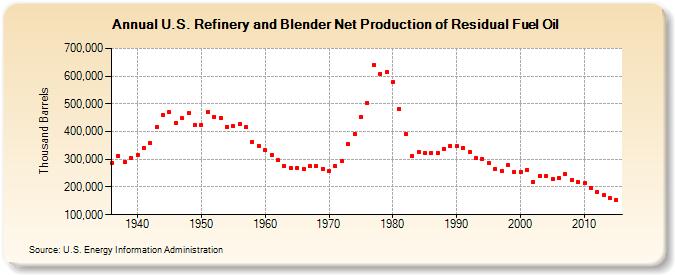 Annual U.S. Refinery and Blender Net Production of Residual Fuel Oil
Thousand Barrels
700,000
600,000
500,000
400,000
300,000
200,000
100,000
1940 1950 1960 1970 1980 1990 2000 2010
Source: U.S. Energy Information Administration